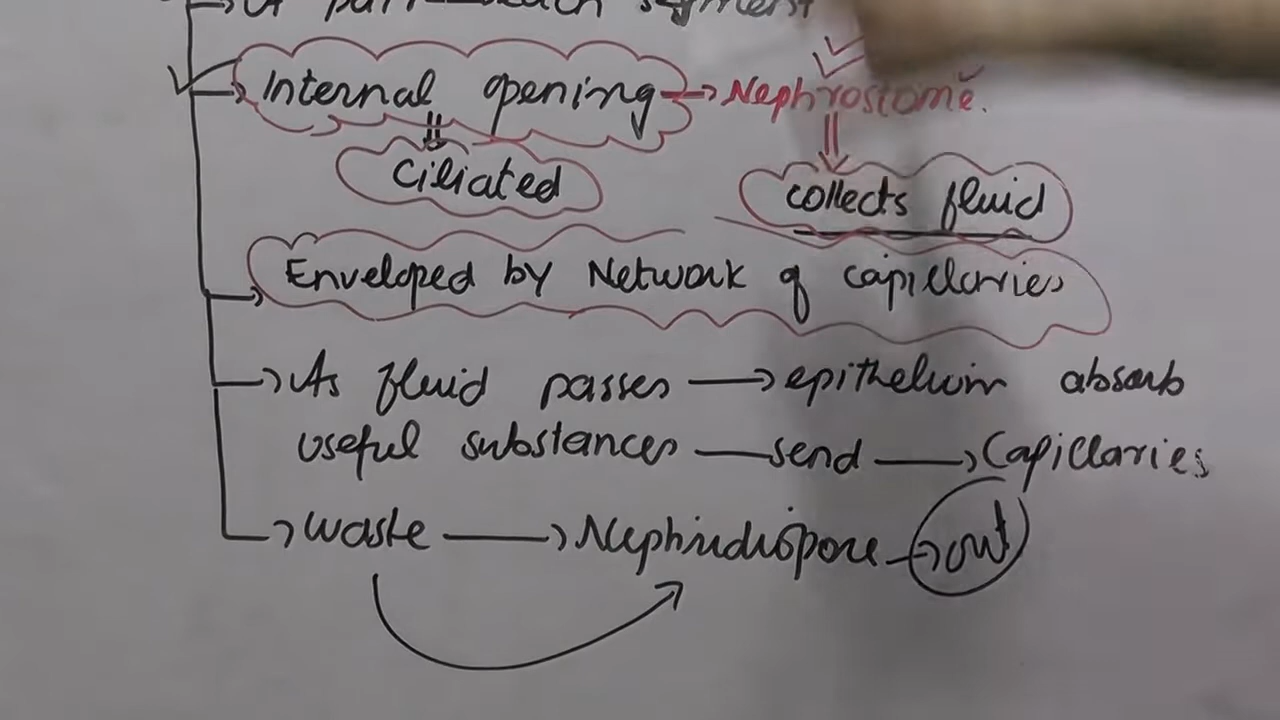 Internal opening → Nephrostome.
Ciliated
collects fluid
Enveloped by Network of capillaries
→ As fluid passes → epithelium absorb
useful substances — send → Capillaries
→ waste → Nephridiopore → out